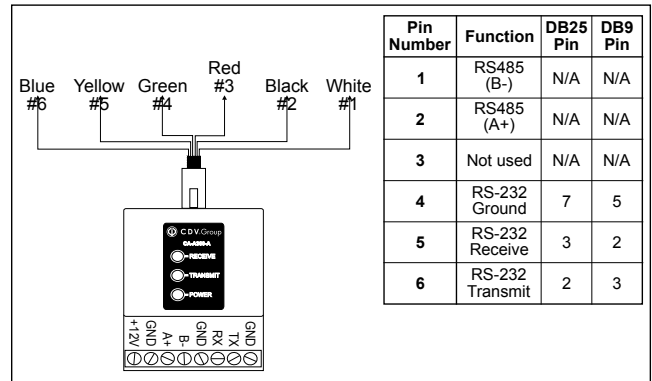 Blue #6
Yellow #5
Green #4
Red #3
Black #2
White #1
CDV.Group
CA-A360-A
RECEIVE
TRANSMIT
POWER
+12V GND A+ B- GND RX TX GND
Pin Number Function DB25 Pin DB9 Pin
1 RS485 (B-) N/A N/A
2 RS485 (A+) N/A N/A
3 Not used N/A N/A
4 RS-232 Ground 7 5
5 RS-232 Receive 3 2
6 RS-232 Transmit 2 3